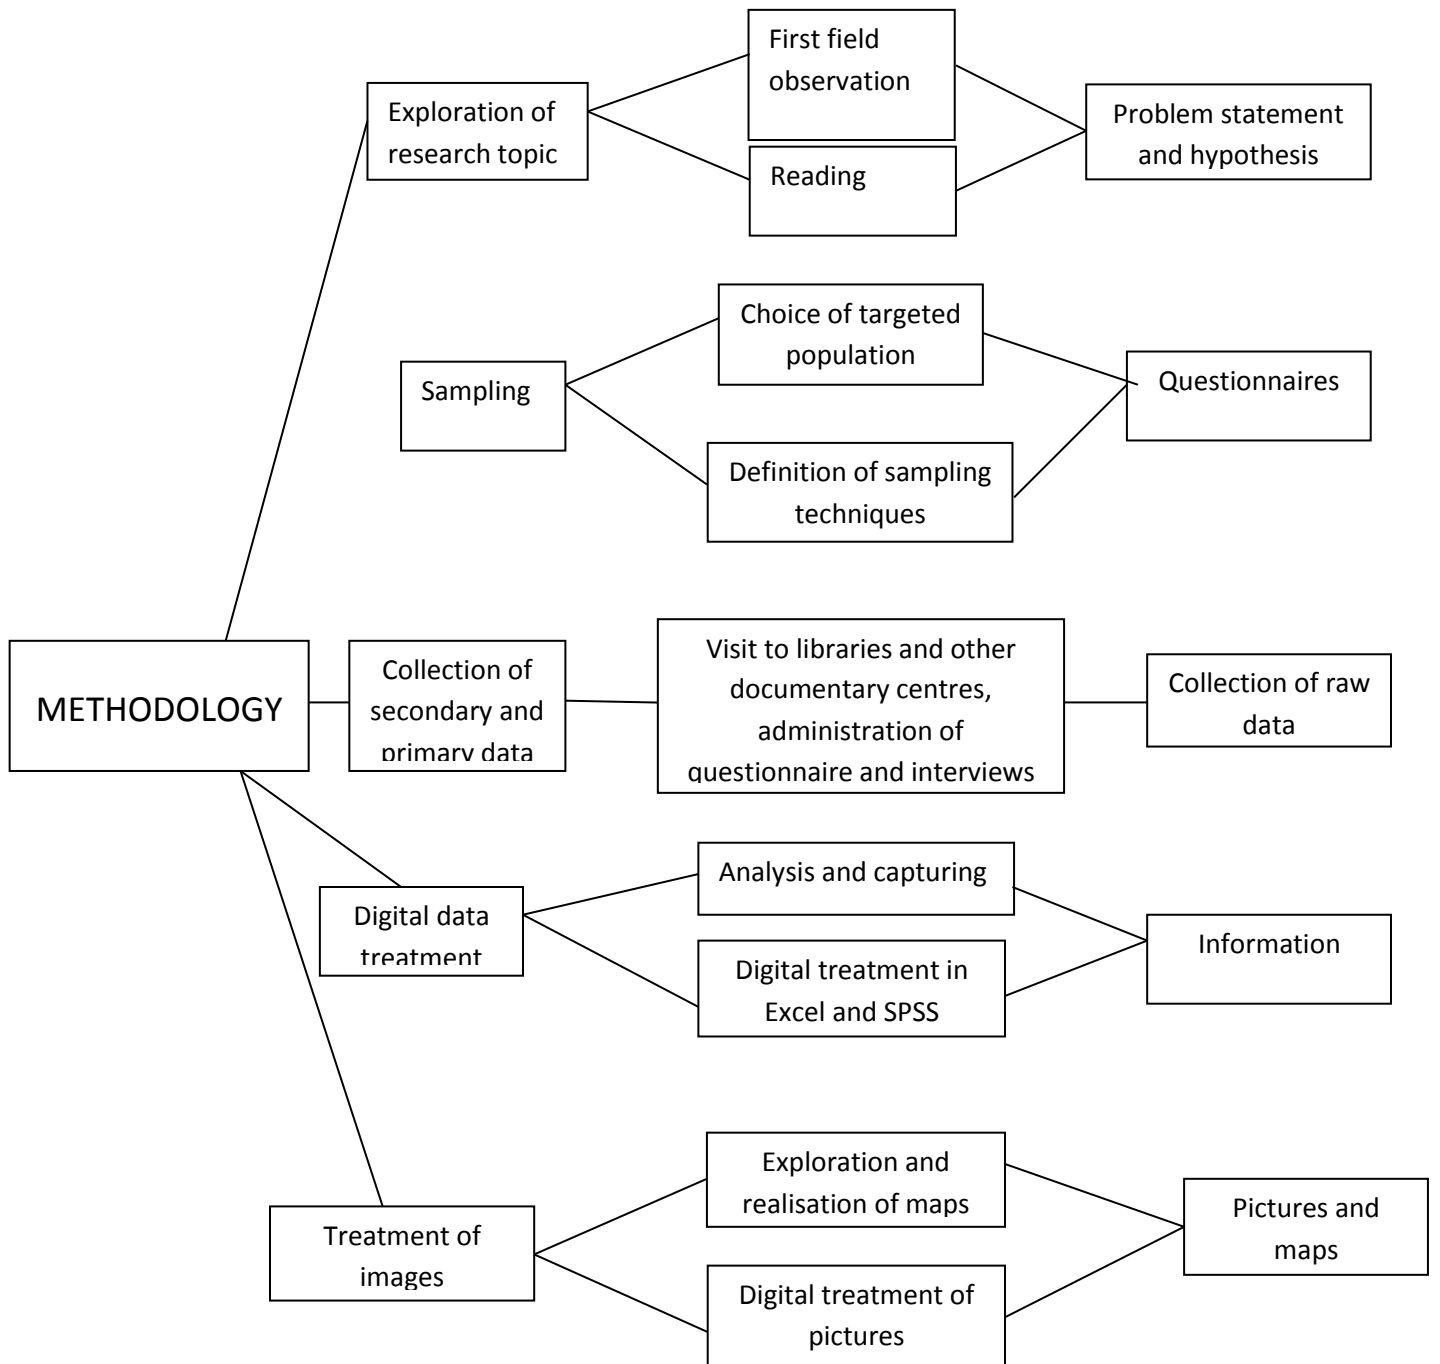 First field
observation
Exploration of
research topic
Problem statement
and hypothesis
Reading
Choice of targeted
population
Sampling
Questionnaires
Definition of sampling
techniques
METHODOLOGY
Collection of
secondary and
primary data
Visit to libraries and other
documentary centres,
administration of
questionnaire and interviews
Collection of raw
data
Analysis and capturing
Digital data
treatment
Information
Digital treatment in
Excel and SPSS
Exploration and
realisation of maps
Treatment of
images
Pictures and
maps
Digital treatment of
pictures